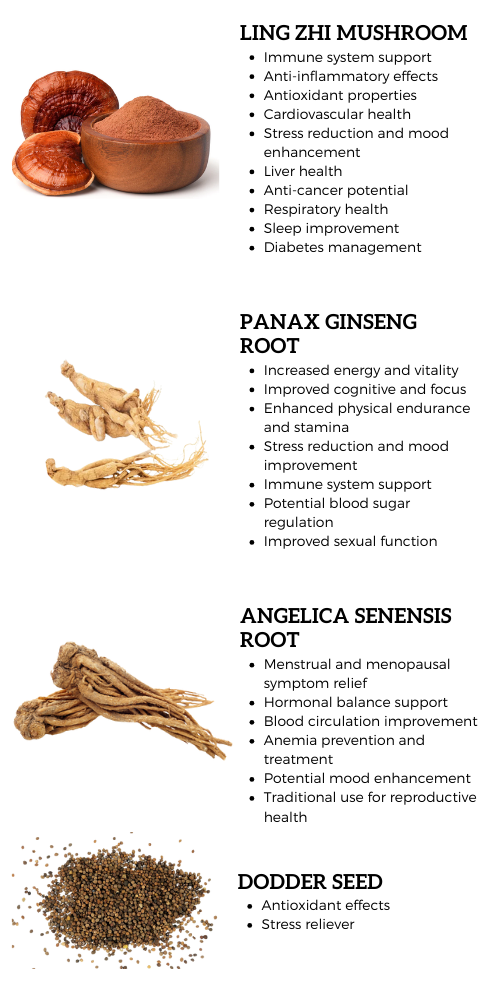 LING ZHI MUSHROOM
• Immune system support
• Anti-inflammatory effects
• Antioxidant properties
• Cardiovascular health
• Stress reduction and mood
enhancement
• Liver health
• Anti-cancer potential
• Respiratory health
• Sleep improvement
• Diabetes management
PANAX GINSENG
ROOT
• Increased energy and vitality
• Improved cognitive and focus
• Enhanced physical endurance
and stamina
• Stress reduction and mood
improvement
• Immune system support
• Potential blood sugar
regulation
• Improved sexual function
ANGELICA SENENSIS
ROOT
• Menstrual and menopausal
symptom relief
• Hormonal balance support
• Blood circulation improvement
• Anemia prevention and
treatment
• Potential mood enhancement
• Traditional use for reproductive
health
DODDER SEED
• Antioxidant effects
• Stress reliever